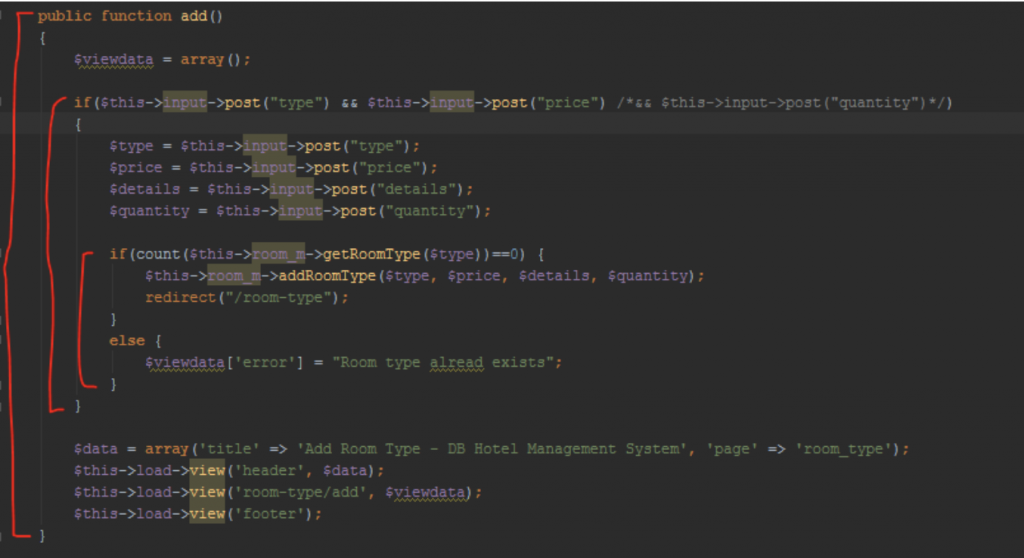 public function add()
{
$viewdata = array();
if($this->input->post("type") && $this->input->post("price") /*&& $this->input->post("quantity")*/)
{
$type = $this->input->post("type");
$price = $this->input->post("price");
$details = $this->input->post("details");
$quantity = $this->input->post("quantity");
if(count($this->room_m->getRoomType($type))==0) {
$this->room_m->addRoomType($type, $price, $details, $quantity);
redirect("/room-type");
}
else {
$viewdata['error'] = "Room type alread exists";
}
}
$data = array('title' => 'Add Room Type - DB Hotel Management System', 'page' => 'room_type');
$this->load->view('header', $data);
$this->load->view('room-type/add', $viewdata);
$this->load->view('footer');
}